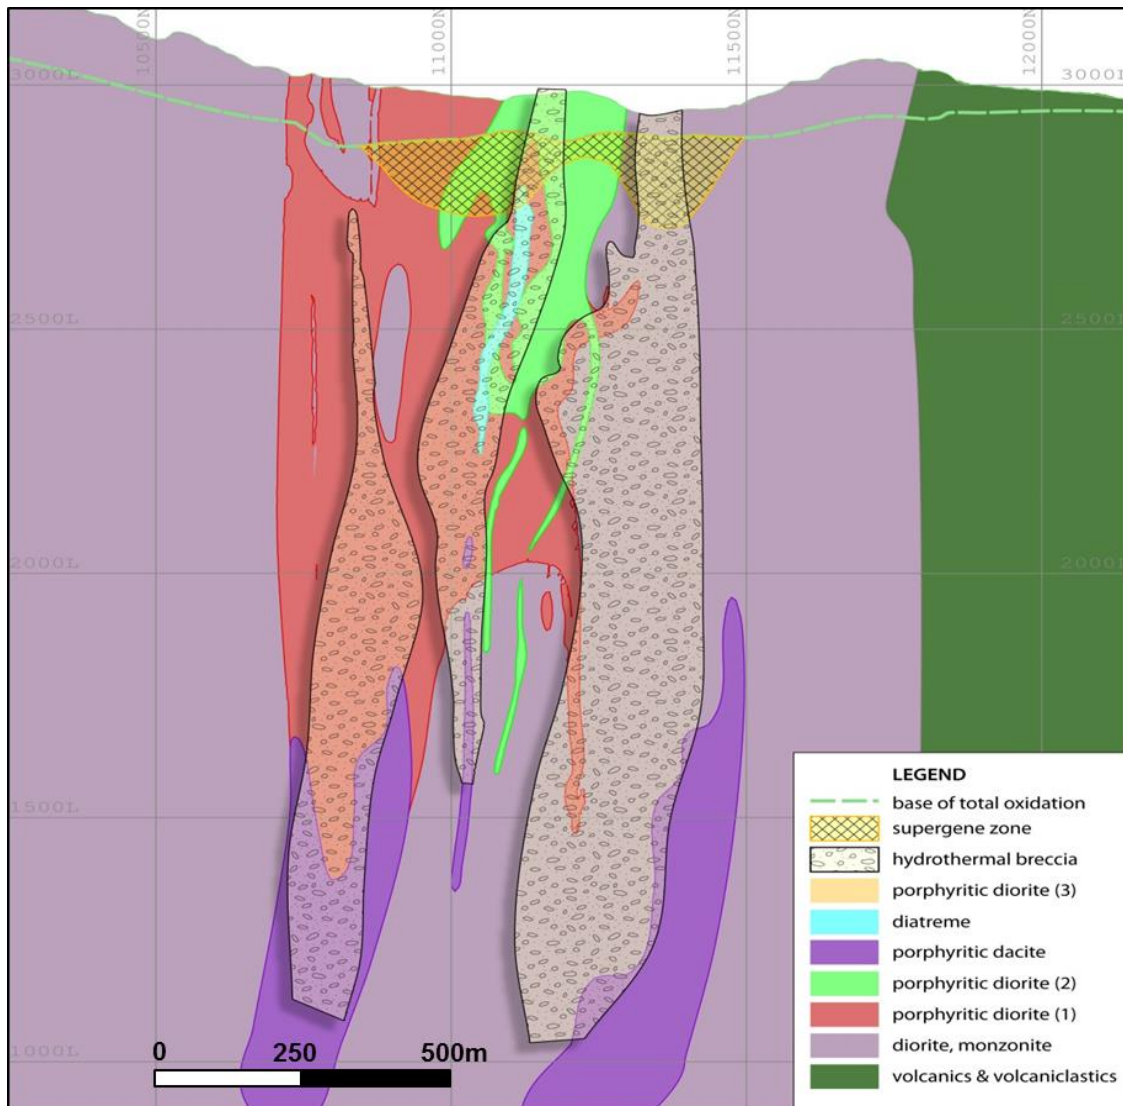 10500N
11000N
11500N
12000N
3000L
3000L
2500L
2500L
2000L
2000L
1500L
1000L
0 250 500m
LEGEND
base of total oxidation
supergene zone
hydrothermal breccia
porphyritic diorite (3)
diatreme
porphyritic dacite
porphyritic diorite (2)
porphyritic diorite (1)
diorite, monzonite
volcanics & volcaniclastics